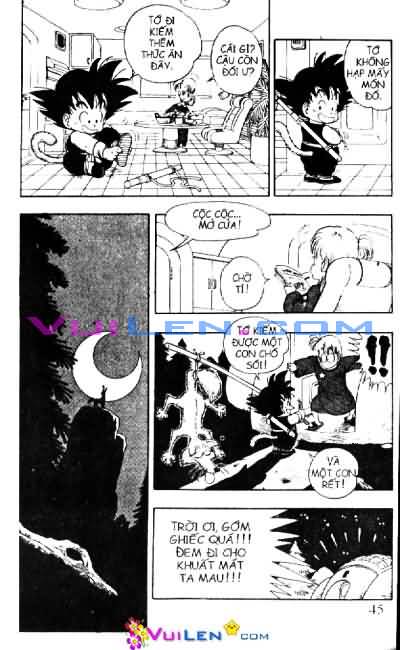 TỚ ĐI
KIẾM
THÊM
THỨC ĂN
ĐÂY.
CÁI GÌ?
CẬU CÒN
ĐÓI Ư?
TỚ
KHÔNG
HẠP MẤY
MÓN
ĐÓ.
CỘC CỘC...
MỞ CỬA!
CHỜ
TÍ!
VUILEN.COM
TỚ KIẾM
ĐƯỢC MỘT
CON CHÓ
SÓI!
!!!
VÀ
MỘT CON
RẾT!
TRỜI ƠI, GỚM
GHIẾC QUÁ!!!
ĐEM ĐI CHO
KHUẤT MẮT
TA MAU!!!
45
VUILEN.COM